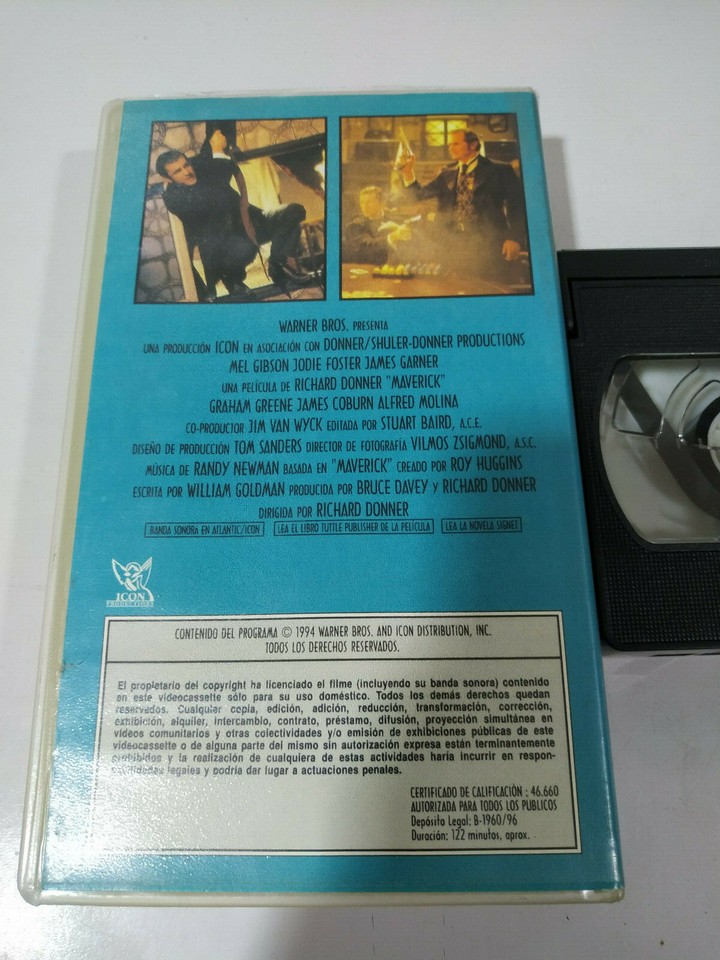 WARNER BROS. PRESENTA
UNA PRODUCCIÓN ICON EN ASOCIACIÓN CON DONNER/SHULER-DONNER PRODUCTIONS
MEL GIBSON JODIE FOSTER JAMES GARNER
UNA PELÍCULA DE RICHARD DONNER "MAVERICK"
GRAHAM GREENE JAMES COBURN ALFRED MOLINA
CO-PRODUCTOR JIM VAN WYCK EDITADA POR STUART BAIRD, A.C.E.
DISEÑO DE PRODUCCIÓN TOM SANDERS DIRECTOR DE FOTOGRAFÍA VILMOS ZSIGMOND, A.S.C.
MÚSICA DE RANDY NEWMAN BASADA EN "MAVERICK" CREADO POR ROY HUGGINS
ESCRITA POR WILLIAM GOLDMAN PRODUCIDA POR BRUCE DAVEY Y RICHARD DONNER
DIRIGIDA POR RICHARD DONNER
BANDA SONORA EN ATLANTIC/ICON LEA EL LIBRO TUTTLE PUBLISHER DE LA PELÍCULA LEA LA NOVELA SIGNET
ICON
PRODUCTIONS
CONTENIDO DEL PROGRAMA © 1994 WARNER BROS. AND ICON DISTRIBUTION, INC.
TODOS LOS DERECHOS RESERVADOS.
El propietario del copyright ha licenciado el filme (incluyendo su banda sonora) contenido
en este videocassette sólo para su uso doméstico. Todos los demás derechos quedan
reservados. Cualquier copia, edición, adición, reducción, transformación, corrección,
exhibición, alquiler, intercambio, contrato, préstamo, difusión, proyección simultánea en
videos comunitarios y otras colectividades y/o emisión de exhibiciones públicas de este
videocassette o de alguna parte del mismo sin autorización expresa están terminantemente
prohibidos y la realización de cualquiera de estas actividades haría incurrir en respon-
sabilidades legales y podría dar lugar a actuaciones penales.
CERTIFICADO DE CALIFICACIÓN : 46.660
AUTORIZADA PARA TODOS LOS PUBLICOS
Depósito Legal: B-1960/96
Duración: 122 minutos, aprox.